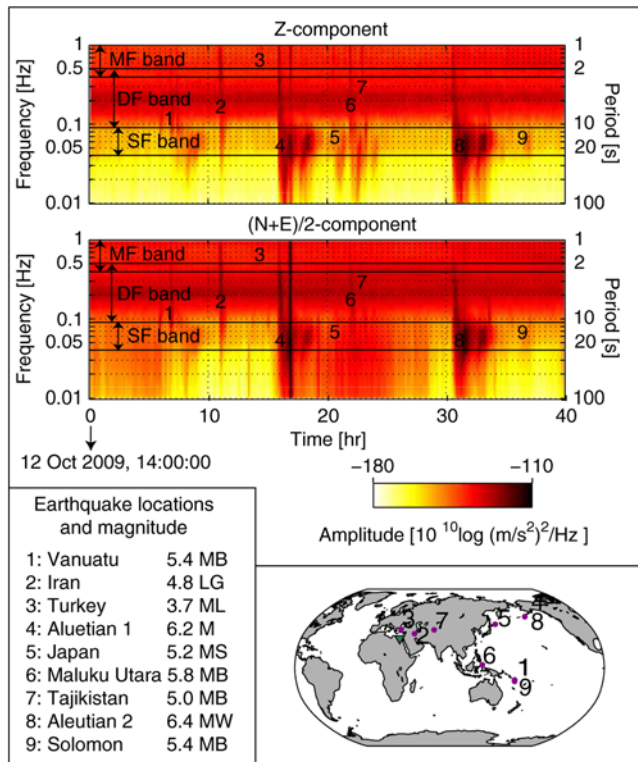 Z-component
Frequency [Hz]
1
0.5
0.1
0.05
0.01
MF band
DF band
SF band
1
2
3
4
5
6
7
8
9
1
2
10
20
100
Period [s]
(N+E)/2-component
Frequency [Hz]
1
0.5
0.1
0.05
0.01
MF band
DF band
SF band
1
2
3
4
5
6
7
8
9
1
2
10
20
100
Period [s]
0 10 20 30 40
Time [hr]
12 Oct 2009, 14:00:00
−180 −110
Amplitude [10 10log (m/s2)2/Hz ]
Earthquake locations
and magnitude
1: Vanuatu 5.4 MB
2: Iran 4.8 LG
3: Turkey 3.7 ML
4: Aluetian 1 6.2 M
5: Japan 5.2 MS
6: Maluku Utara 5.8 MB
7: Tajikistan 5.0 MB
8: Aleutian 2 6.4 MW
9: Solomon 5.4 MB
3
2
7
5
4
8
6
1
9